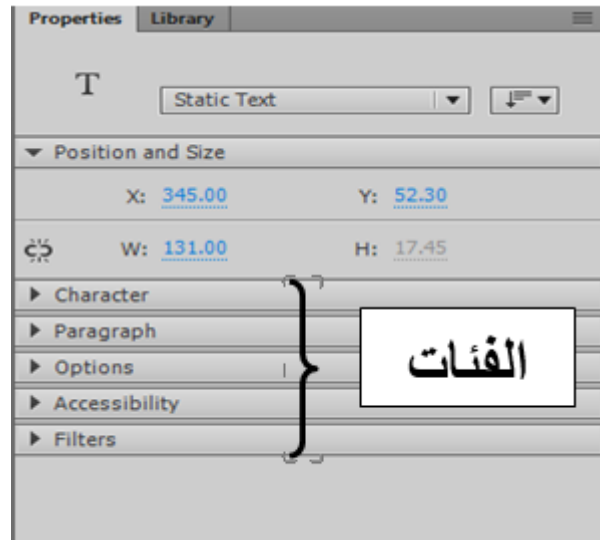 Properties Library
T
Static Text
Position and Size
X: 345.00 Y: 52.30
W: 131.00 H: 17.45
Character
Paragraph
Options
Accessibility
Filters
الفئات